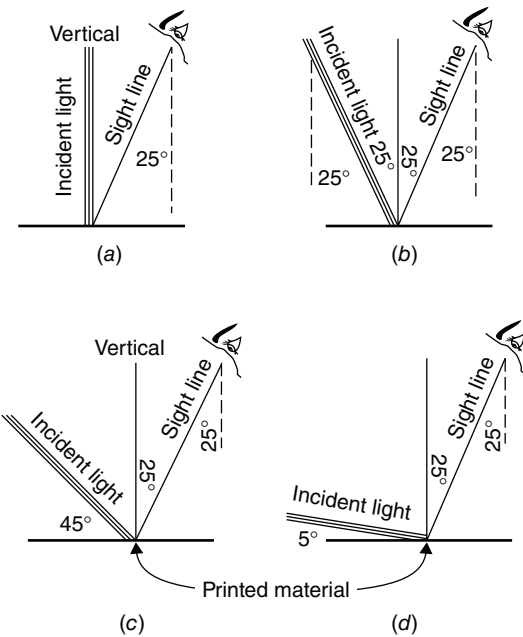 Vertical
Incident light
Sight line
25°
(a)
Incident light 25°
25°
25°
Sight line
25°
(b)
Vertical
Incident light
45°
25°
Sight line
25°
(c)
Incident light
5°
25°
Sight line
25°
Printed material
(d)